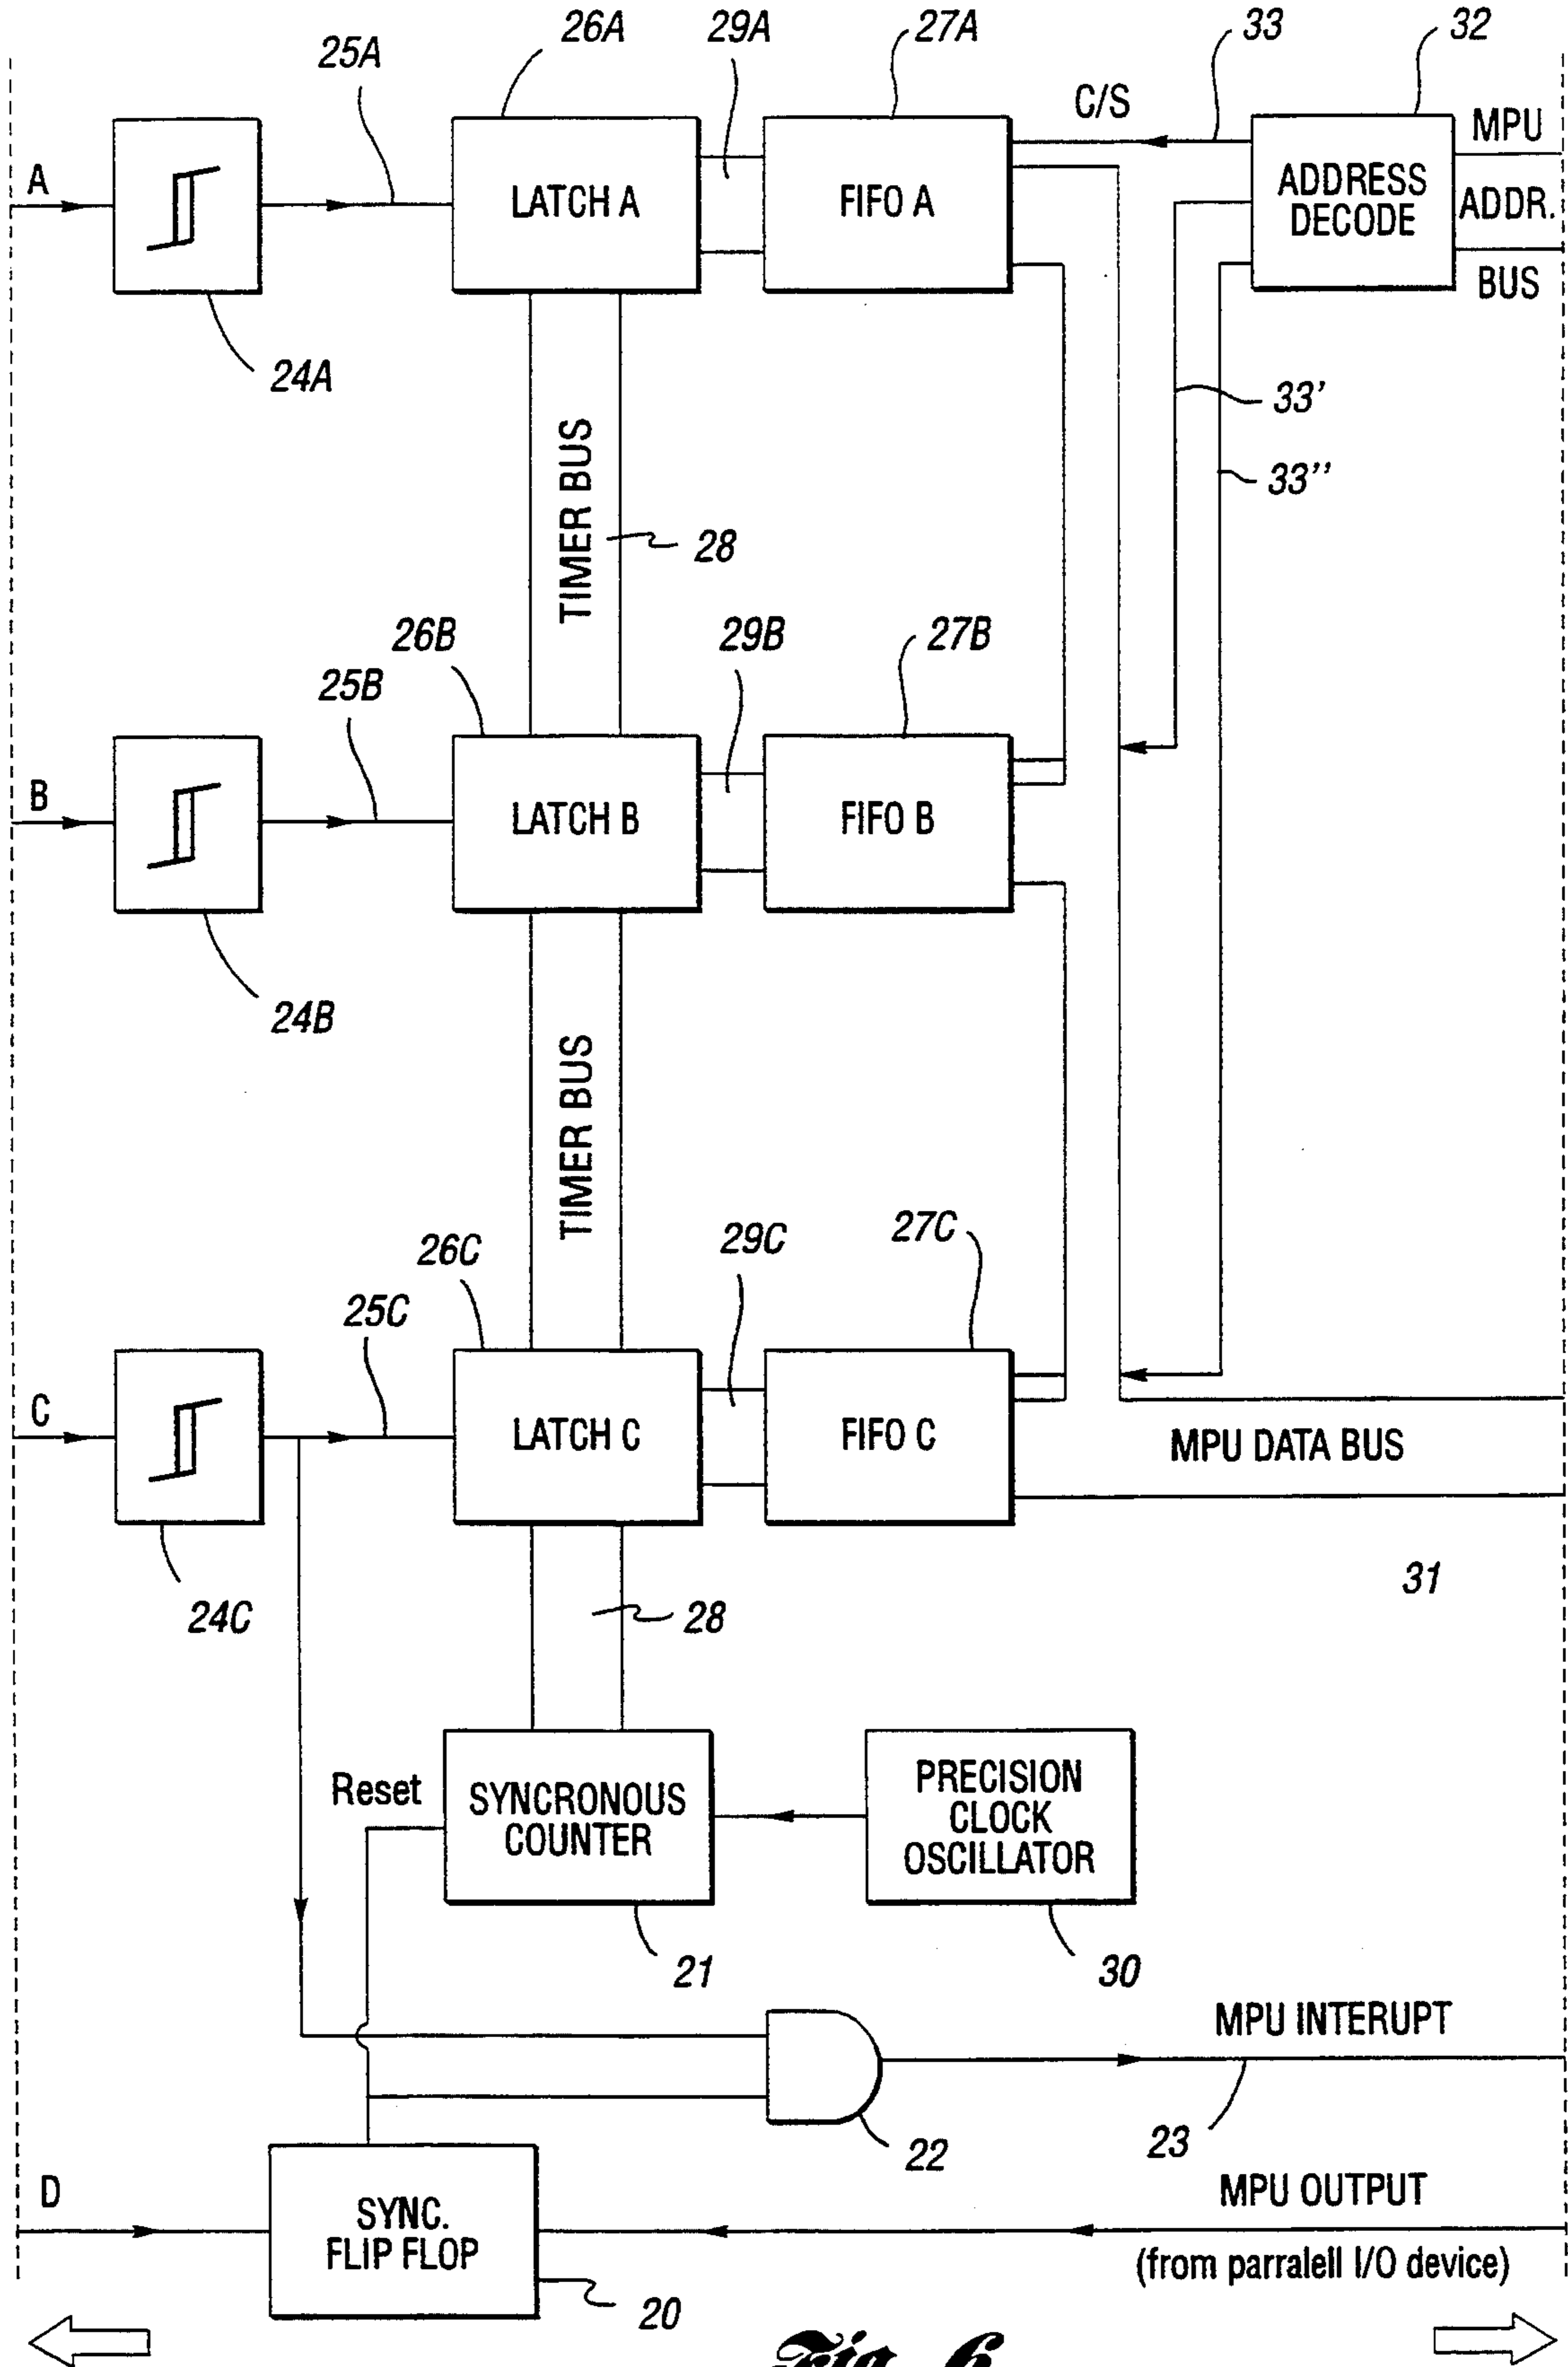 26A
29A
27A
33
32
25A
C/S
MPU
A
LATCH A
FIFO A
ADDRESS
DECODE
ADDR.
BUS
24A
33'
33''
TIMER BUS
28
26B
29B
27B
25B
B
LATCH B
FIFO B
24B
TIMER BUS
26C
29C
27C
25C
C
LATCH C
FIFO C
MPU DATA BUS
31
24C
28
Reset
SYNCRONOUS
COUNTER
PRECISION
CLOCK
OSCILLATOR
21
30
MPU INTERUPT
22
23
D
SYNC.
FLIP FLOP
MPU OUTPUT
(from parralell I/O device)
20
Fig. 6